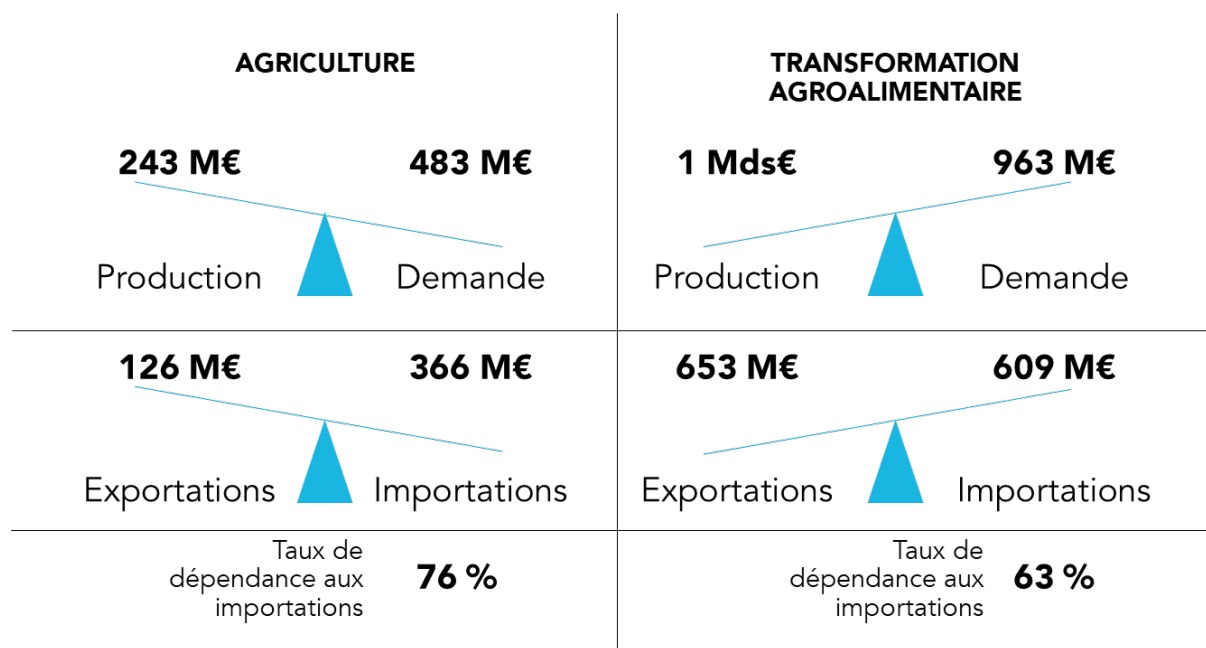 AGRICULTURE
243 M€ 483 M€
Production Demande
126 M€ 366 M€
Exportations Importations
Taux de
dépendance aux
importations
76 %
TRANSFORMATION
AGROALIMENTAIRE
1 Mds€ 963 M€
Production Demande
653 M€ 609 M€
Exportations Importations
Taux de
dépendance aux
importations
63 %